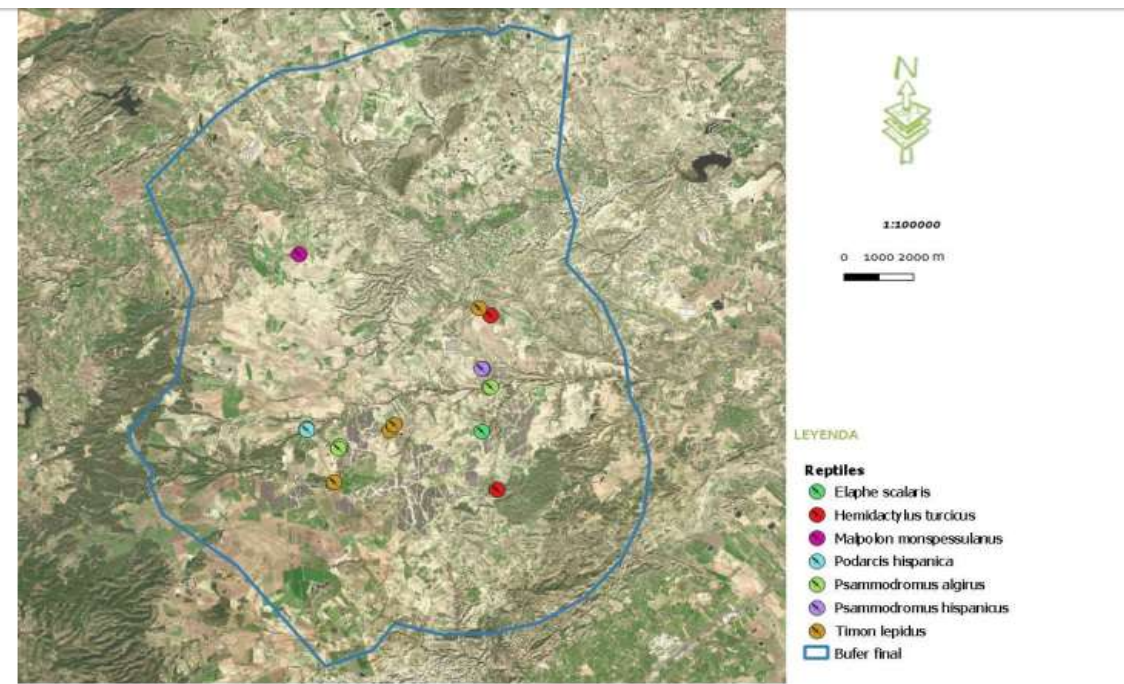 N
1:100000
0 1000 2000 m
LEYENDA
Reptiles
Elaphe scalaris
Hemidactylus turcicus
Malpolon monspessulanus
Podarcis hispanica
Psammodromus algirus
Psammodromus hispanicus
Timon lepidus
Bufer final